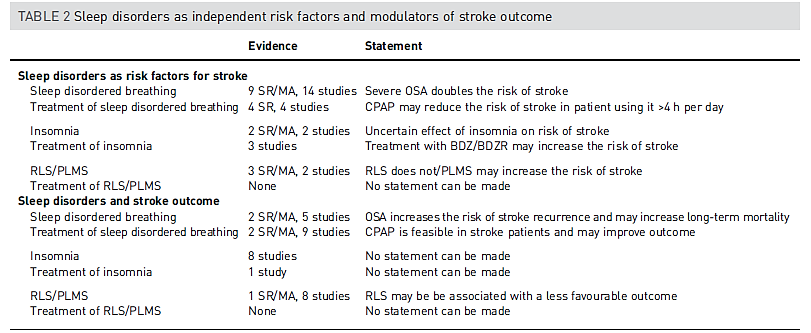 TABLE 2 Sleep disorders as independent risk factors and modulators of stroke outcome
Evidence Statement
Sleep disorders as risk factors for stroke
Sleep disordered breathing 9 SR/MA, 14 studies Severe OSA doubles the risk of stroke
Treatment of sleep disordered breathing 4 SR, 4 studies CPAP may reduce the risk of stroke in patient using it >4 h per day
Insomnia 2 SR/MA, 2 studies Uncertain effect of insomnia on risk of stroke
Treatment of insomnia 3 studies Treatment with BDZ/BDZR may increase the risk of stroke
RLS/PLMS 3 SR/MA, 2 studies RLS does not/PLMS may increase the risk of stroke
Treatment of RLS/PLMS None No statement can be made
Sleep disorders and stroke outcome
Sleep disordered breathing 2 SR/MA, 5 studies OSA increases the risk of stroke recurrence and may increase long-term mortality
Treatment of sleep disordered breathing 2 SR/MA, 9 studies CPAP is feasible in stroke patients and may improve outcome
Insomnia 8 studies No statement can be made
Treatment of insomnia 1 study No statement can be made
RLS/PLMS 1 SR/MA, 8 studies RLS may be be associated with a less favourable outcome
Treatment of RLS/PLMS None No statement can be made